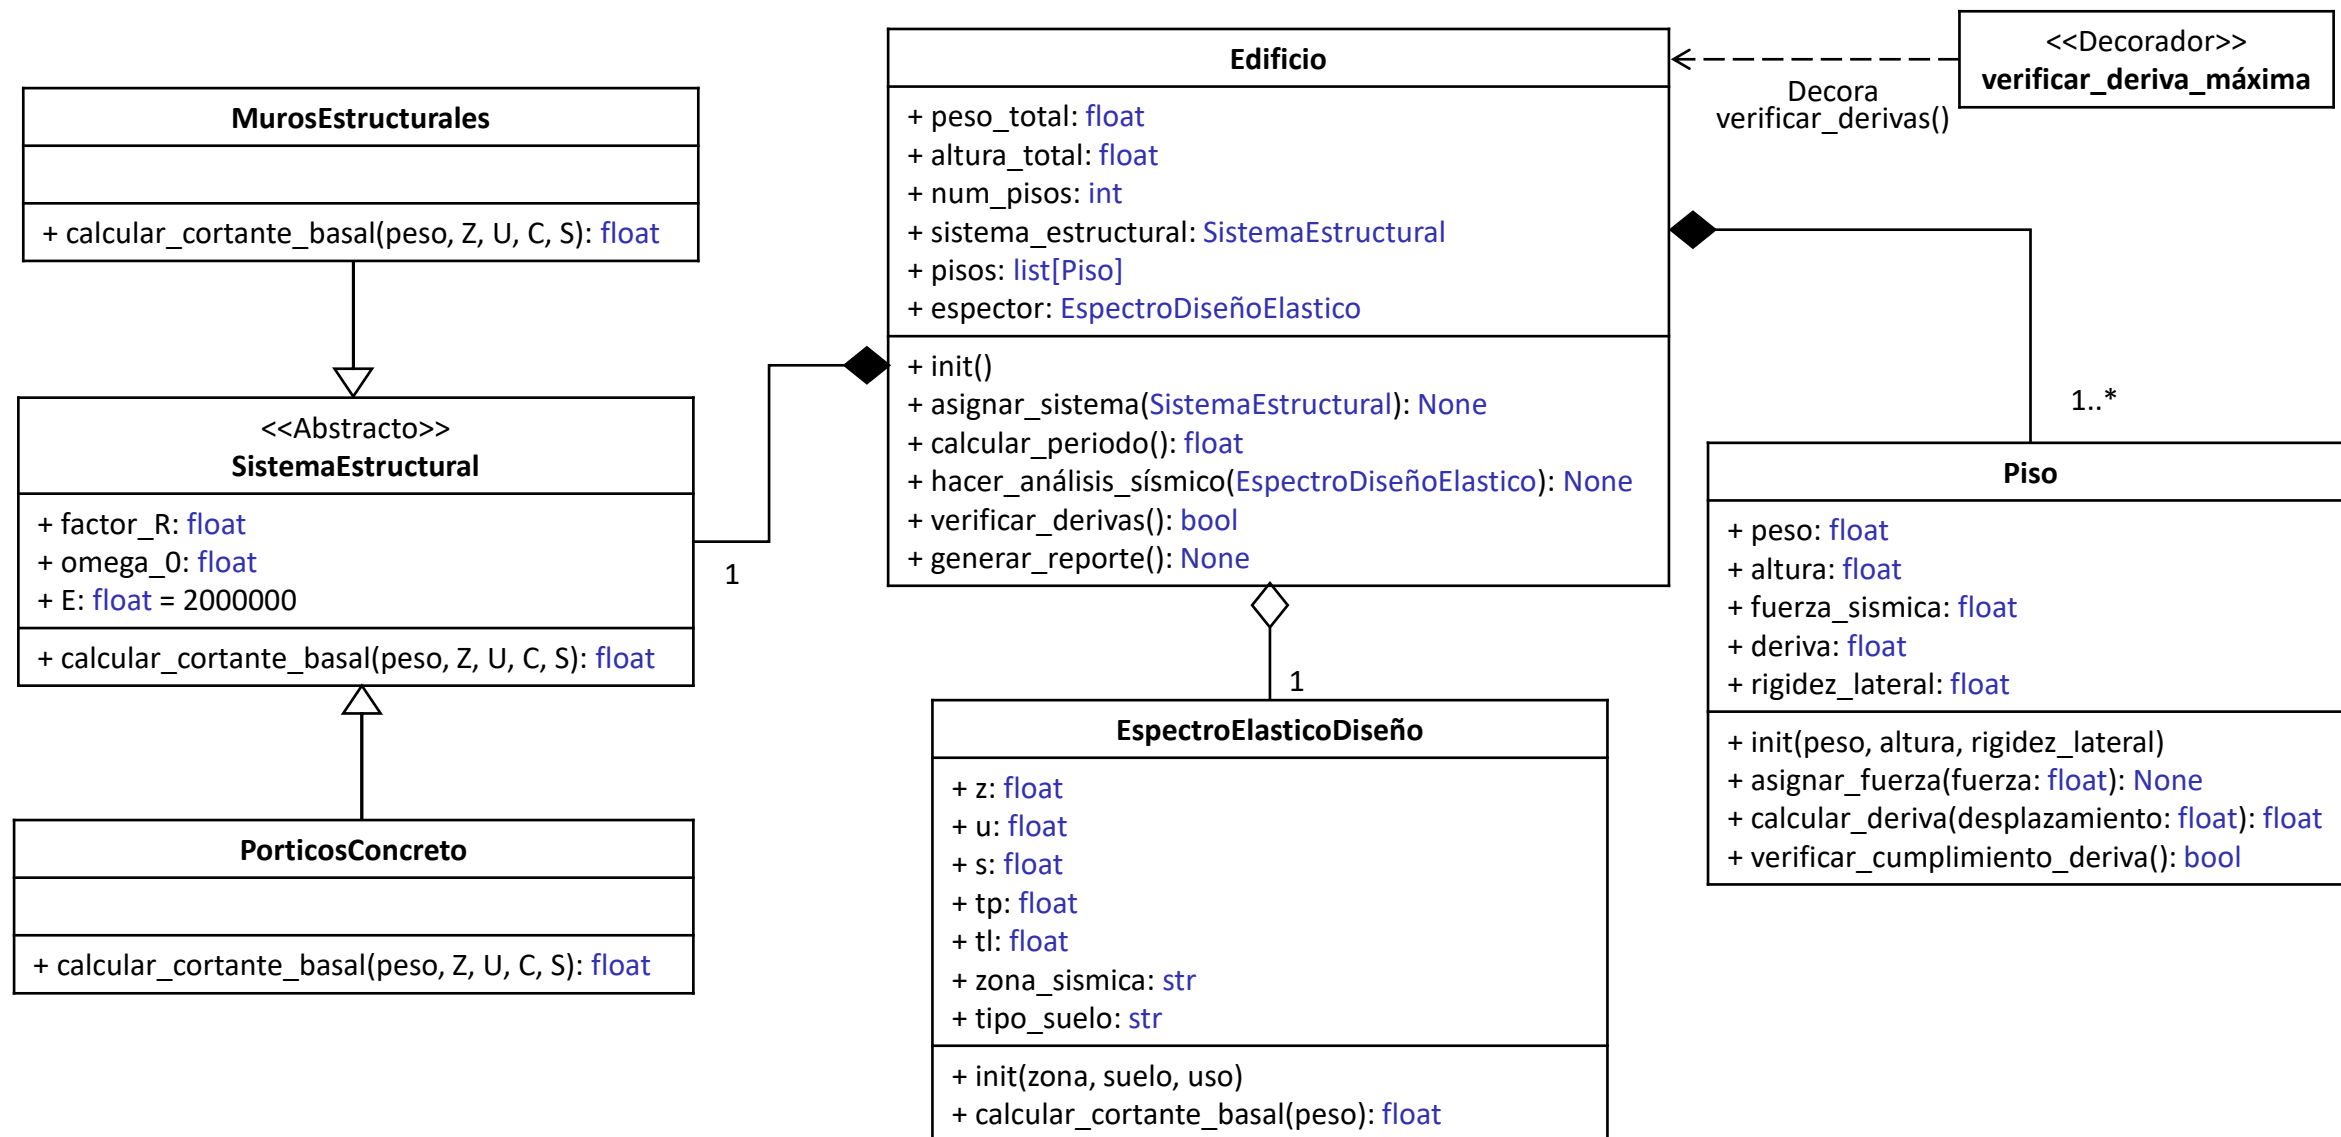 MurosEstructurales
+ calcular_cortante_basal(peso, Z, U, C, S): float
<<Abstracto>>
SistemaEstructural
+ factor_R: float
+ omega_0: float
+ E: float = 2000000
+ calcular_cortante_basal(peso, Z, U, C, S): float
PorticosConcreto
+ calcular_cortante_basal(peso, Z, U, C, S): float
1
Edificio
+ peso_total: float
+ altura_total: float
+ num_pisos: int
+ sistema_estructural: SistemaEstructural
+ pisos: list[Piso]
+ espector: EspectroDiseñoElastico
+ init()
+ asignar_sistema(SistemaEstructural): None
+ calcular_periodo(): float
+ hacer_análisis_sísmico(EspectroDiseñoElastico): None
+ verificar_derivas(): bool
+ generar_reporte(): None
1
EspectroElasticoDiseño
+ z: float
+ u: float
+ s: float
+ tp: float
+ tl: float
+ zona_sismica: str
+ tipo_suelo: str
+ init(zona, suelo, uso)
+ calcular_cortante_basal(peso): float
<<Decorador>>
verificar_deriva_máxima
Decora
verificar_derivas()
1..*
Piso
+ peso: float
+ altura: float
+ fuerza_sismica: float
+ deriva: float
+ rigidez_lateral: float
+ init(peso, altura, rigidez_lateral)
+ asignar_fuerza(fuerza: float): None
+ calcular_deriva(desplazamiento: float): float
+ verificar_cumplimiento_deriva(): bool